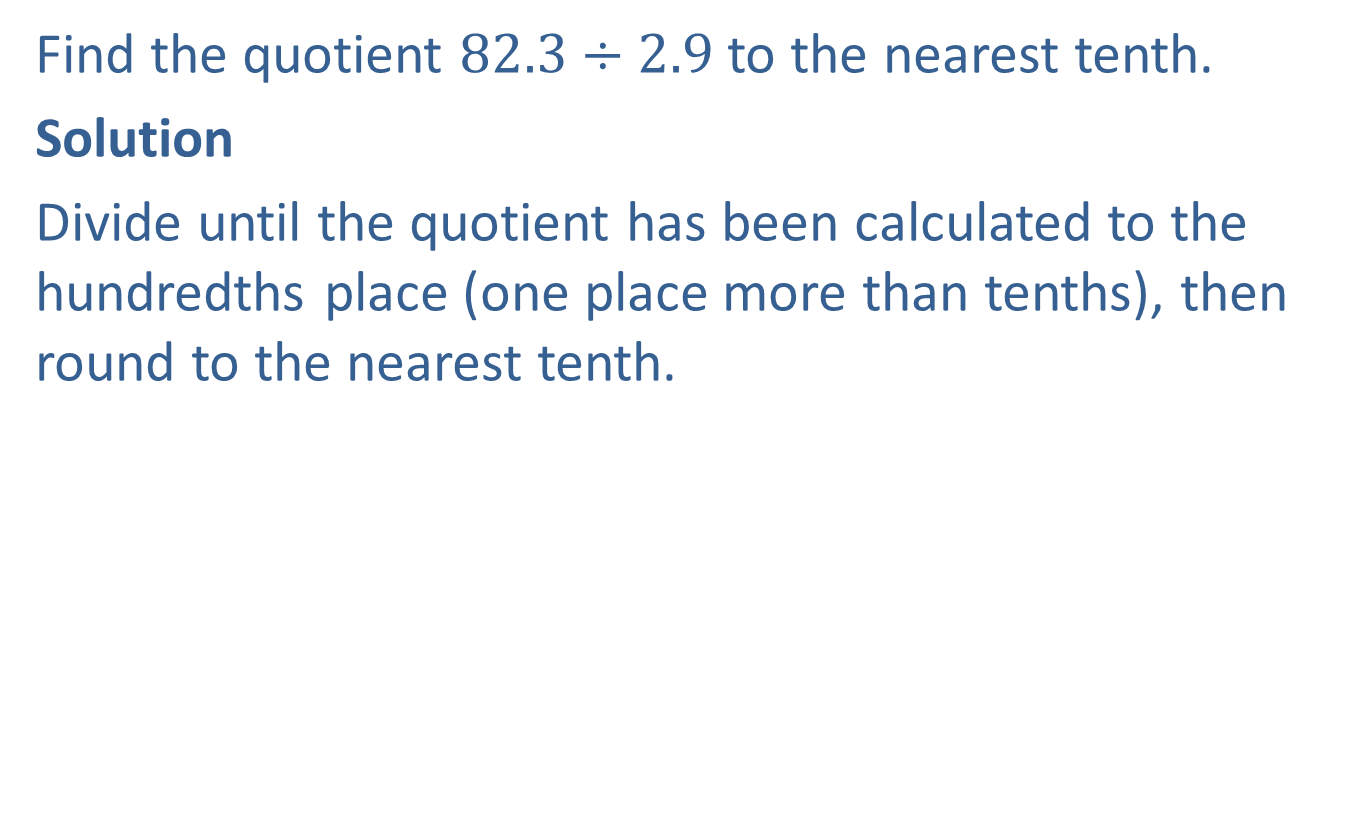 Find the quotient 82.3 ÷ 2.9 to the nearest tenth.
Solution
Divide until the quotient has been calculated to the
hundredths place (one place more than tenths), then
round to the nearest tenth.